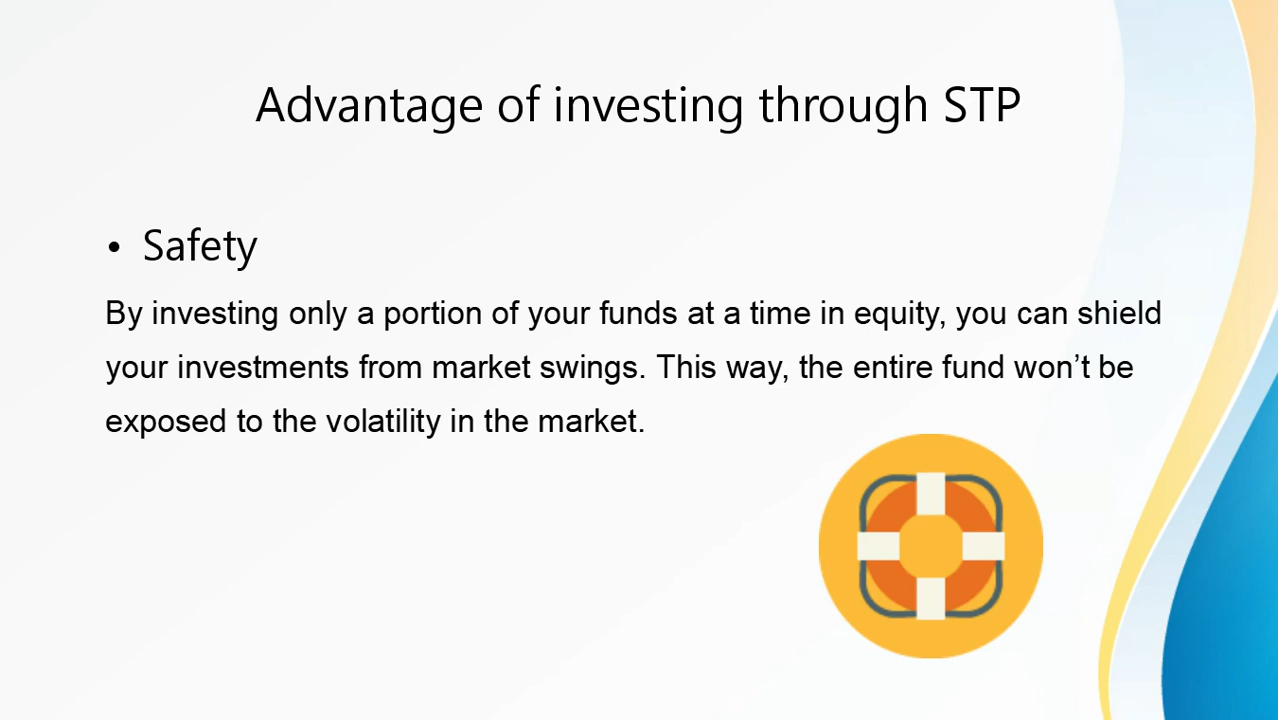 Advantage of investing through STP
• Safety
By investing only a portion of your funds at a time in equity, you can shield
your investments from market swings. This way, the entire fund won’t be
exposed to the volatility in the market.